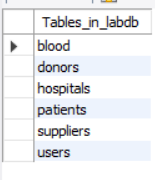 Tables_in_labdb
blood
donors
hospitals
patients
suppliers
users